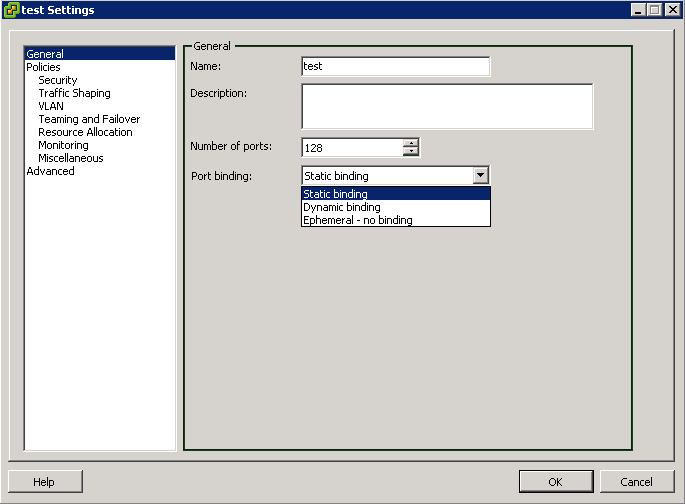 test Settings
General
Policies
Security
Traffic Shaping
VLAN
Teaming and Failover
Resource Allocation
Monitoring
Miscellaneous
Advanced
General
Name: test
Description:
Number of ports: 128
Port binding: Static binding
Static binding
Dynamic binding
Ephemeral - no binding
Help OK Cancel